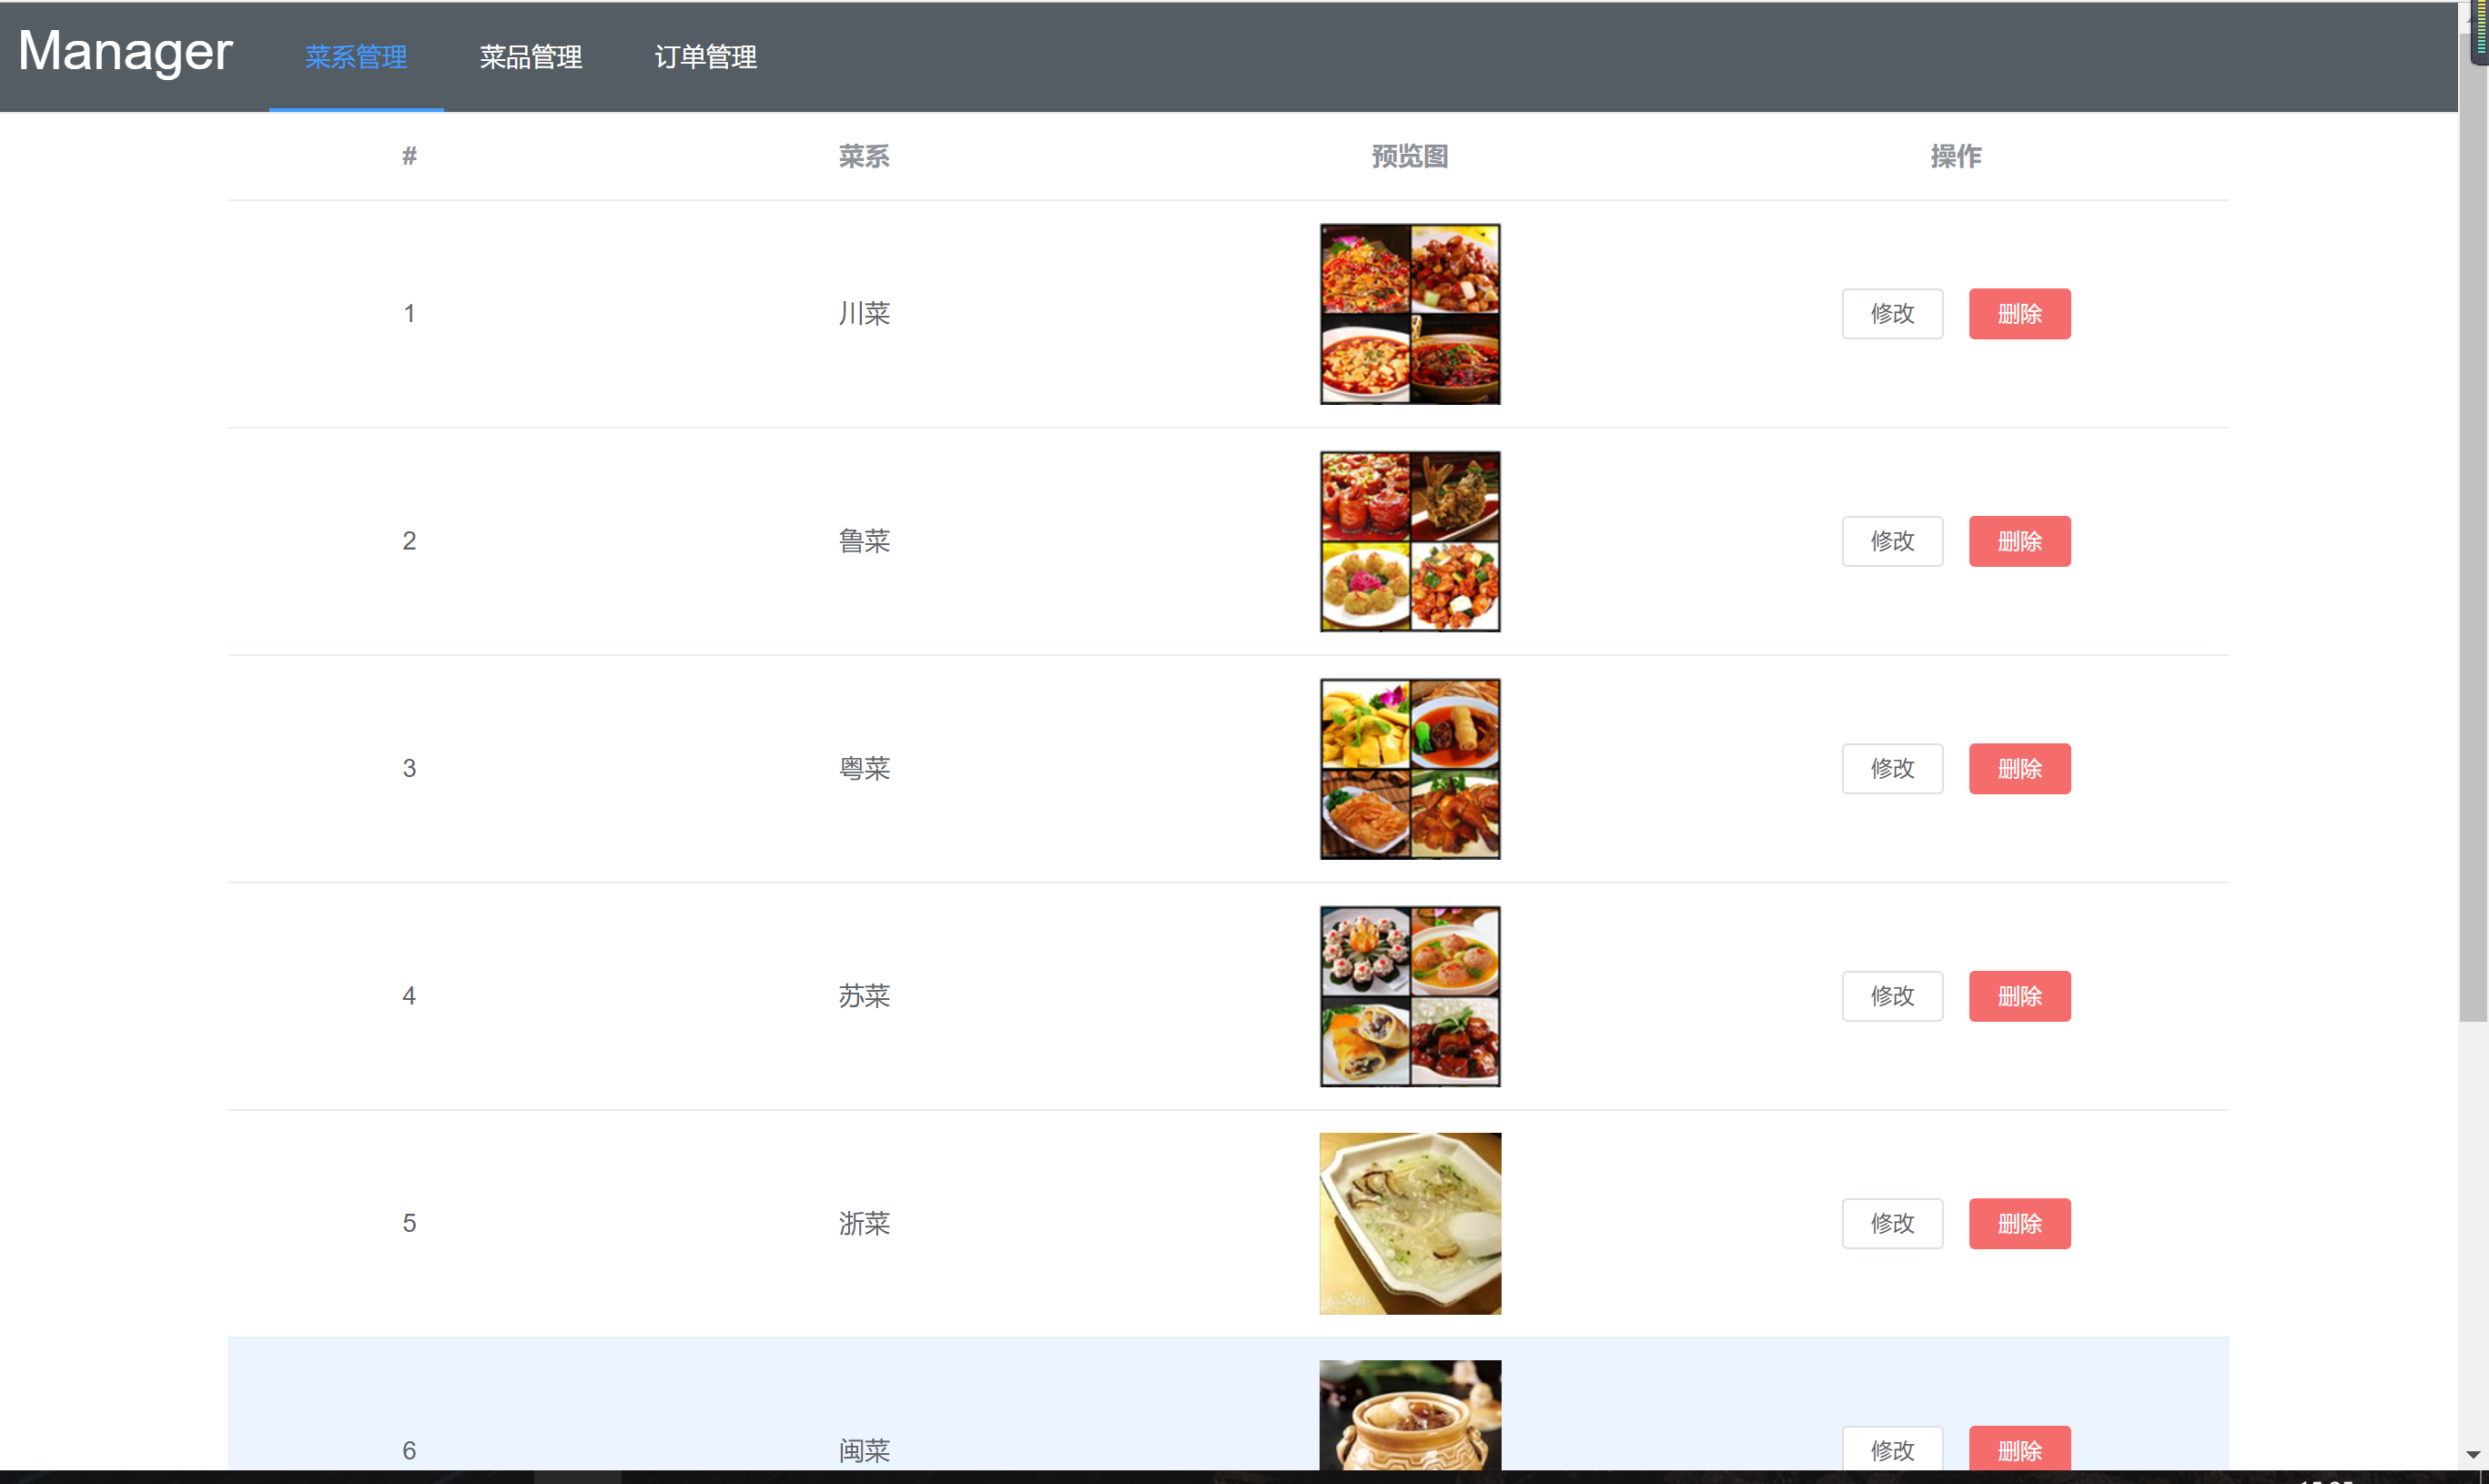 Manager 菜系管理 菜品管理 订单管理
# 菜系 预览图 操作
1 川菜 修改 删除
2 鲁菜 修改 删除
3 粤菜 修改 删除
4 苏菜 修改 删除
5 浙菜 修改 删除
6 闽菜 修改 删除